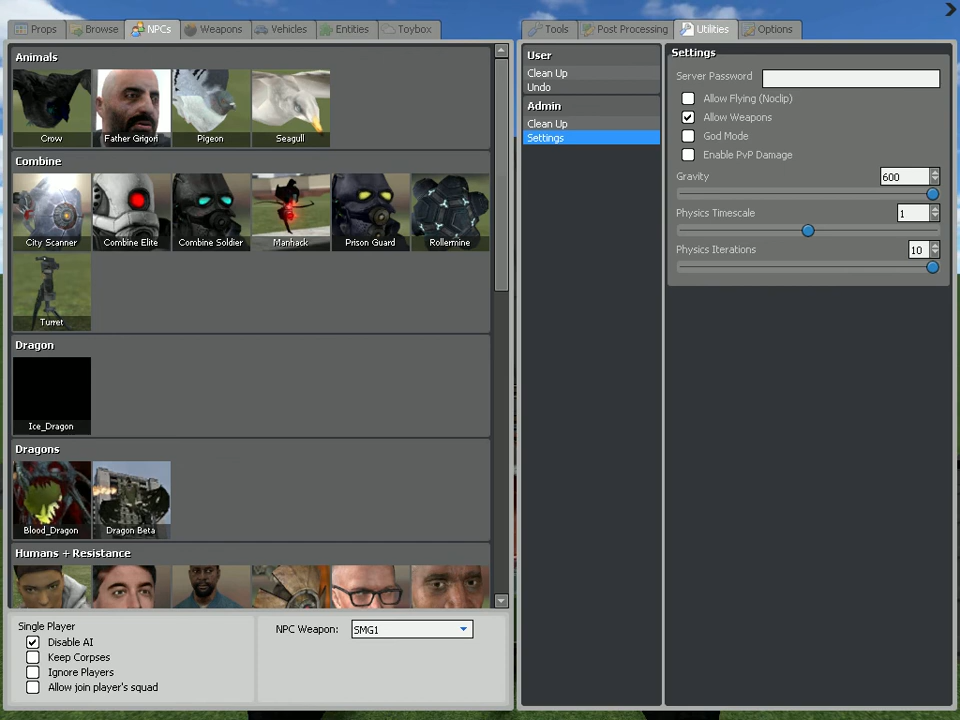 Props Browse NPCs Weapons Vehicles Entities Toybox
Animals
Crow Father Grigori Pigeon Seagull
Combine
City Scanner Combine Elite Combine Soldier Manhack Prison Guard Rollermine
Turret
Dragon
Ice_Dragon
Dragons
Blood_Dragon Dragon Beta
Humans + Resistance
Single Player
Disable AI
Keep Corpses
Ignore Players
Allow join player's squad
NPC Weapon: SMG1
Tools Post Processing Utilities Options
User
Clean Up
Undo
Admin
Clean Up
Settings
Settings
Server Password
Allow Flying (Noclip)
Allow Weapons
God Mode
Enable PvP Damage
Gravity 600
Physics Timescale 1
Physics Iterations 10